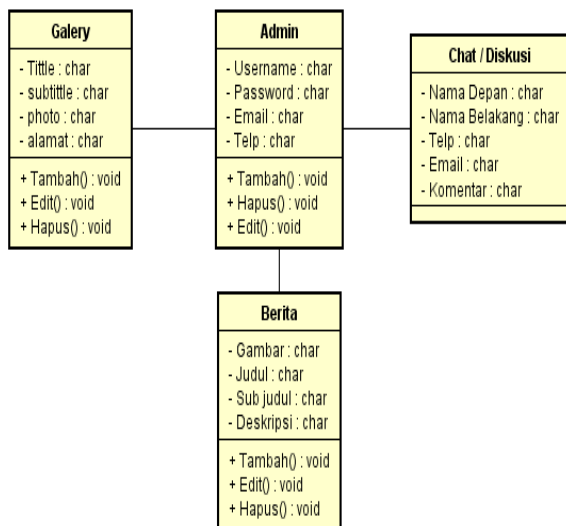 Galery
- Tittle : char
- subtittle : char
- photo : char
- alamat : char
+ Tambah() : void
+ Edit() : void
+ Hapus() : void
Admin
- Username : char
- Password : char
- Email : char
- Telp : char
+ Tambah() : void
+ Hapus() : void
+ Edit() : void
Chat / Diskusi
- Nama Depan : char
- Nama Belakang : char
- Telp : char
- Email : char
- Komentar : char
Berita
- Gambar : char
- Judul : char
- Sub judul : char
- Deskripsi : char
+ Tambah() : void
+ Edit() : void
+ Hapus() : void